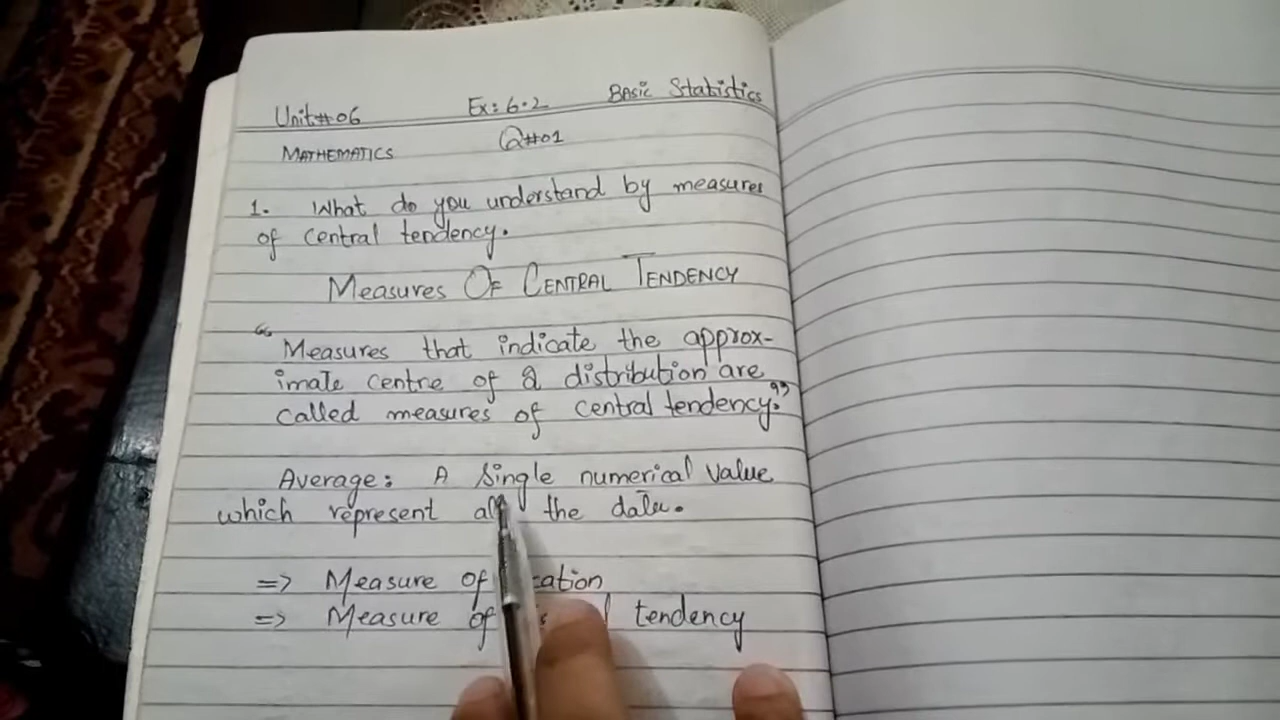 Unit#06 Ex: 6.2 Basic Statistics
MATHEMATICS Q#01
1. What do you understand by measures
of central tendency.
Measures OF CENTRAL TENDENCY
“Measures that indicate the approx-
imate centre of a distribution are
called measures of central tendency.”
Average: A single numerical value
which represent the data.
=> Measure of
=> Measure of tendency